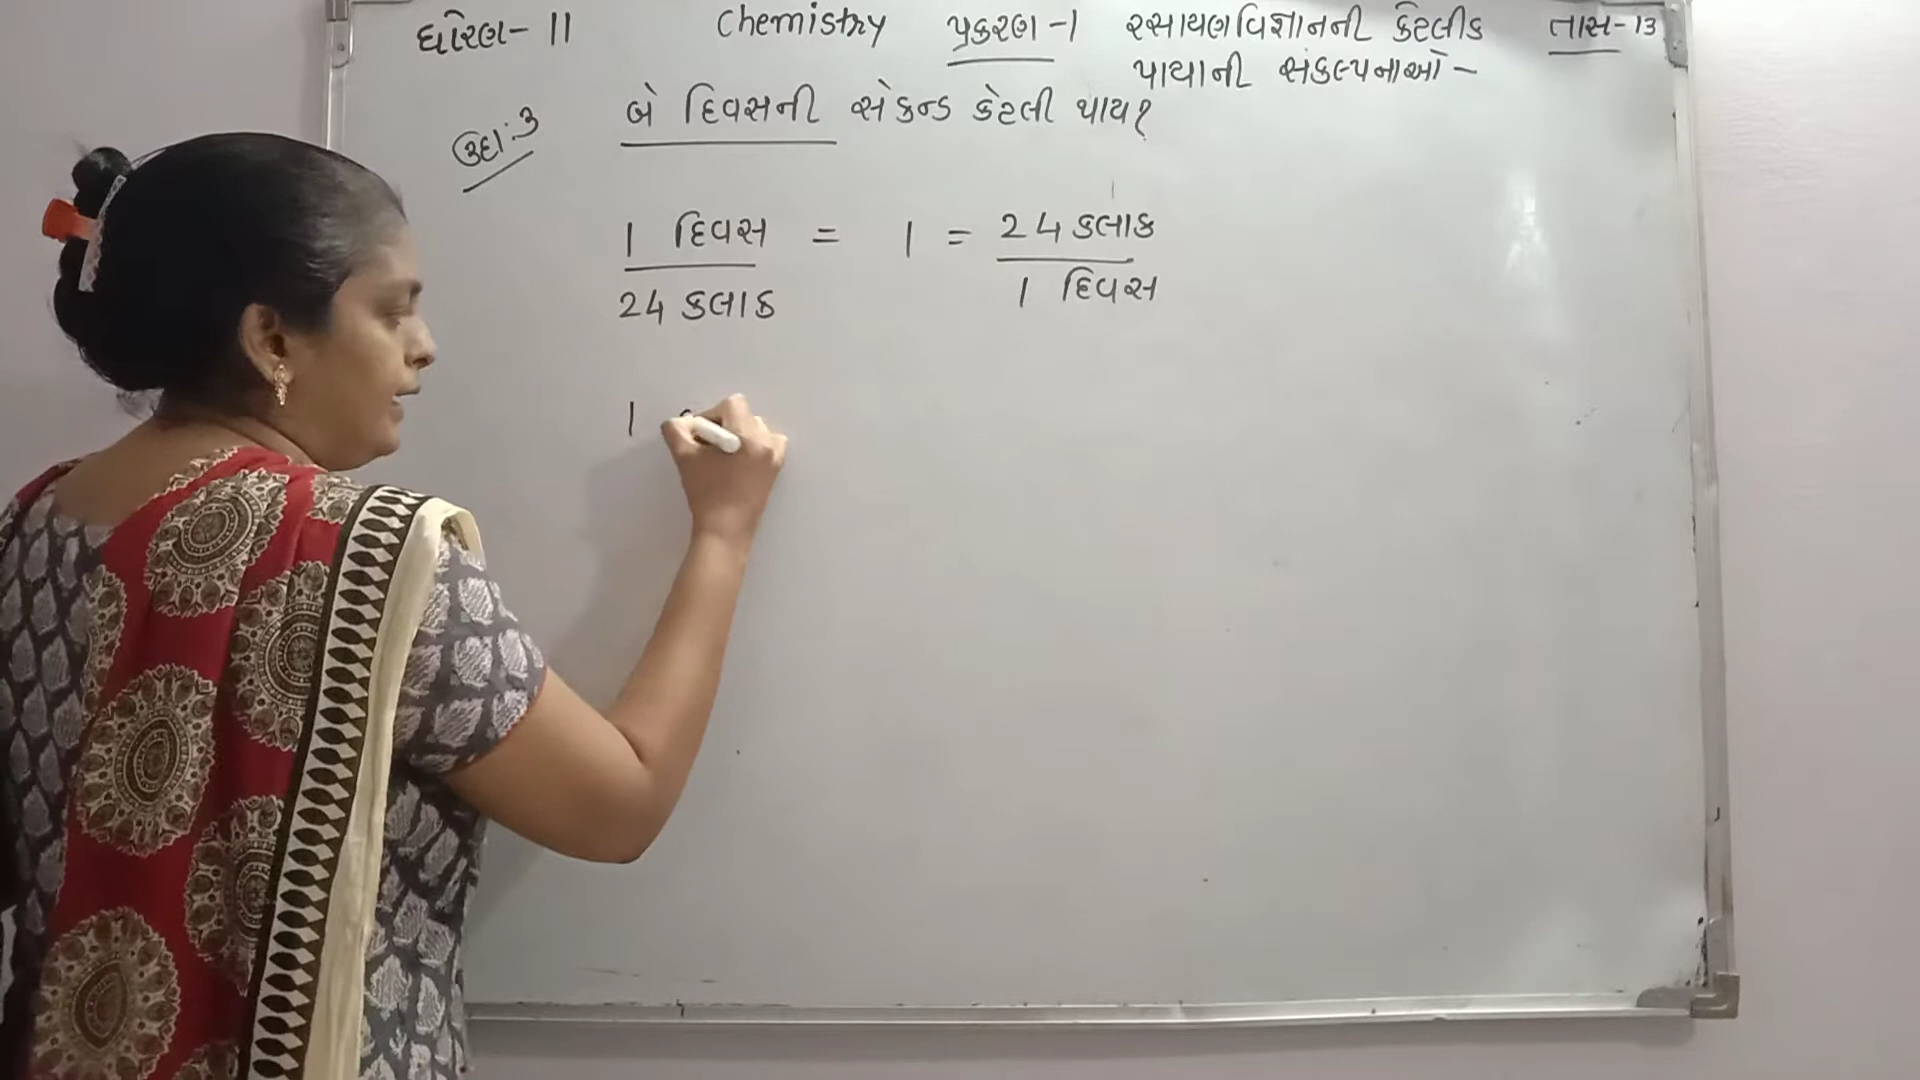 ધોરણ- 11 Chemistry પ્રકરણ -1 રસાયણવિજ્ઞાનની કેટલીક તાસ-13
પાયાની સંકલ્પનાઓ -
ઉદા:૩ બે દિવસની સેકન્ડ કેટલી થાય?
1 દિવસ = 1 = 24 કલાક
24 કલાક 1 દિવસ
1